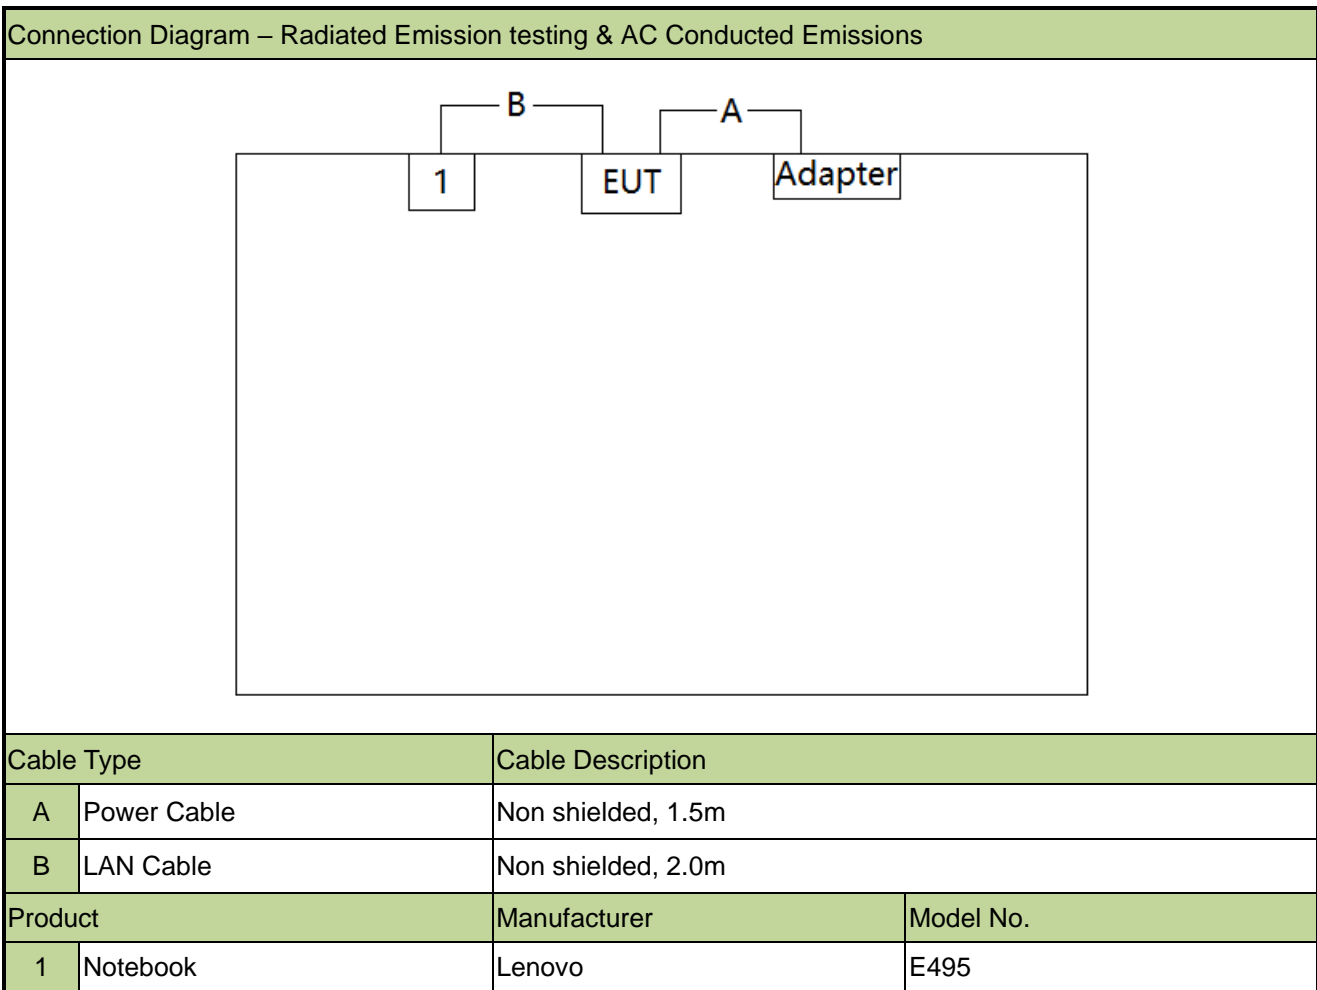 Connection Diagram – Radiated Emission testing & AC Conducted Emissions
B A
1 EUT Adapter
Cable Type Cable Description
A Power Cable Non shielded, 1.5m
B LAN Cable Non shielded, 2.0m
Product Manufacturer Model No.
1 Notebook Lenovo E495